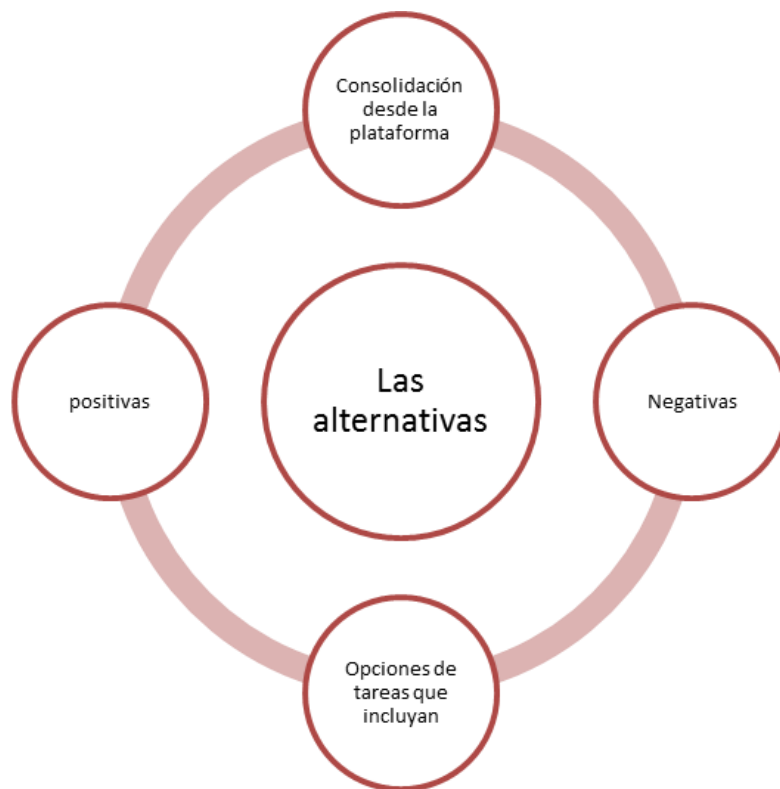 Consolidación
desde la
plataforma
positivas
Las
alternativas
Negativas
Opciones de
tareas que
incluyan